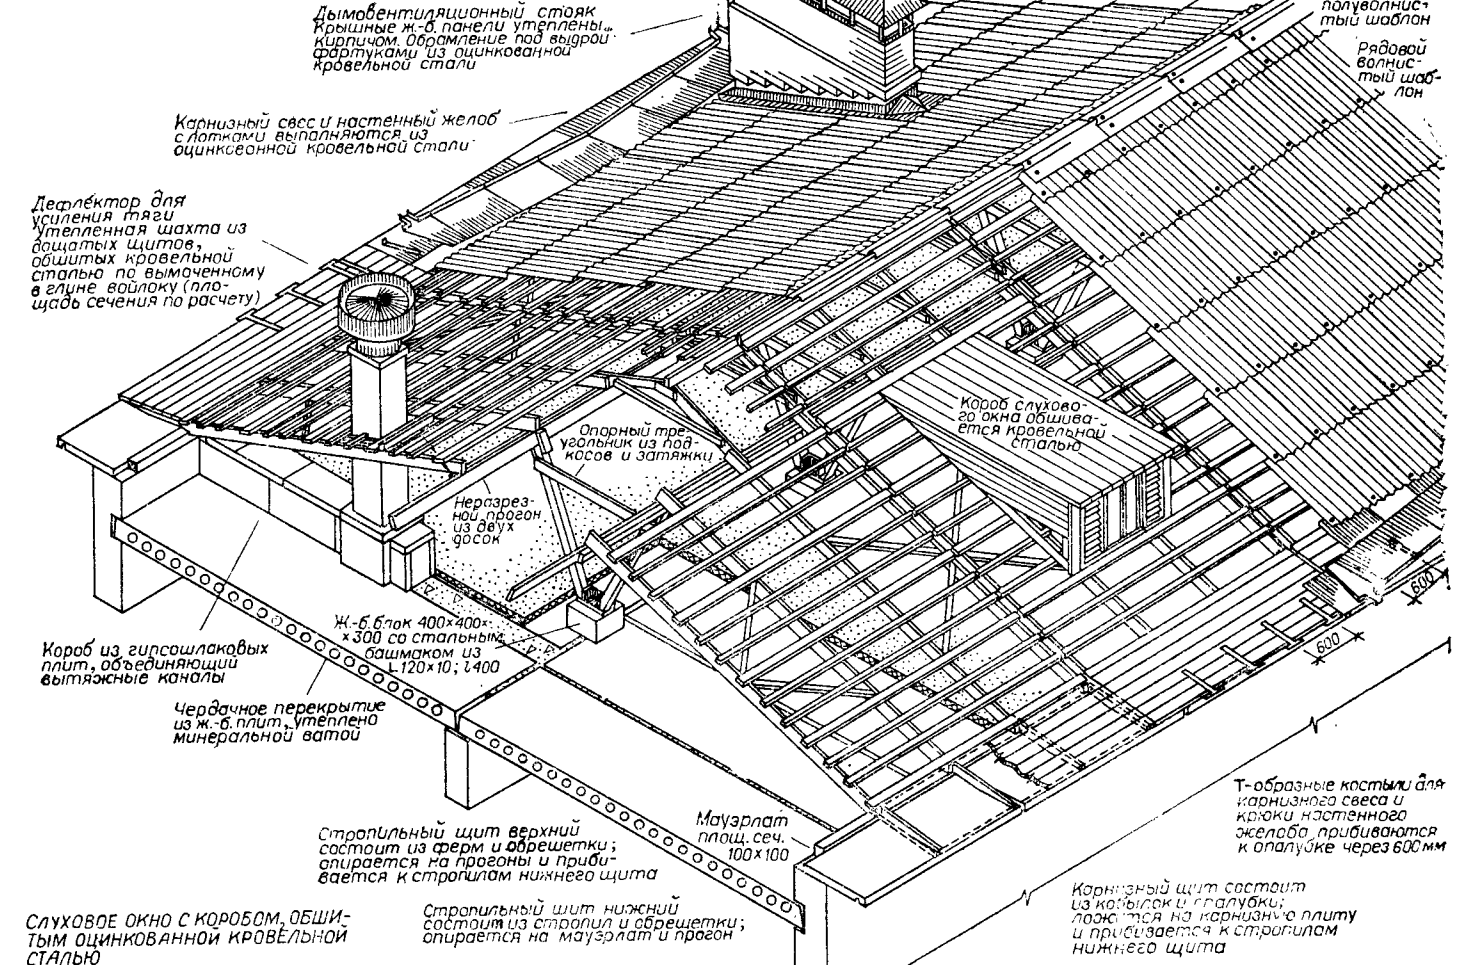 Дымовентиляционный стояк
Крышные ж.-б. панели утеплены
кирпичом. Обрамление под выдрой
фартуками из оцинкованной
кровельной стали
полуволнис-
тый шаблон
Рядовой
волнис-
тый шаб-
лон
Карнизный свес и настенный желоб
с лотками выполняются из
оцинкованной кровельной стали
Дефлектор для
усиления тяги
Утепленная шахта из
дощатых щитов,
обшитых кровельной
сталью по вымоченному
в глине войлоку (пло-
щадь сечения по расчету)
Короб слухово-
го окна обшива-
ется кровельной
сталью
Опорный тре-
угольник из под-
косов и затяжки
Неразрез-
ной прогон
из двух
досок
Ж.-б. блок 400×400×
×300 со стальным
башмаком из
L120×10; ℓ400
600
600
Короб из гипсошлаковых
плит, объединяющий
вытяжные каналы
Чердачное перекрытие
из ж.-б. плит, утеплено
минеральной ватой
Мауэрлат
площ. сеч.
100×100
Т-образные костыли для
карнизного свеса и
крюки настенного
желоба прибиваются
к опалубке через 600мм
Стропильный щит верхний
состоит из ферм и обрешетки;
опирается на прогоны и приби-
вается к стропилам нижнего щита
Карнизный щит состоит
из кобылок и опалубки;
ложится на карнизную плиту
и прибивается к стропилам
нижнего щита
Стропильный щит нижний
состоит из стропил и обрешетки;
опирается на мауэрлат и прогон
СЛУХОВОЕ ОКНО С КОРОБОМ, ОБШИ-
ТЫМ ОЦИНКОВАННОЙ КРОВЕЛЬНОЙ
СТАЛЬЮ